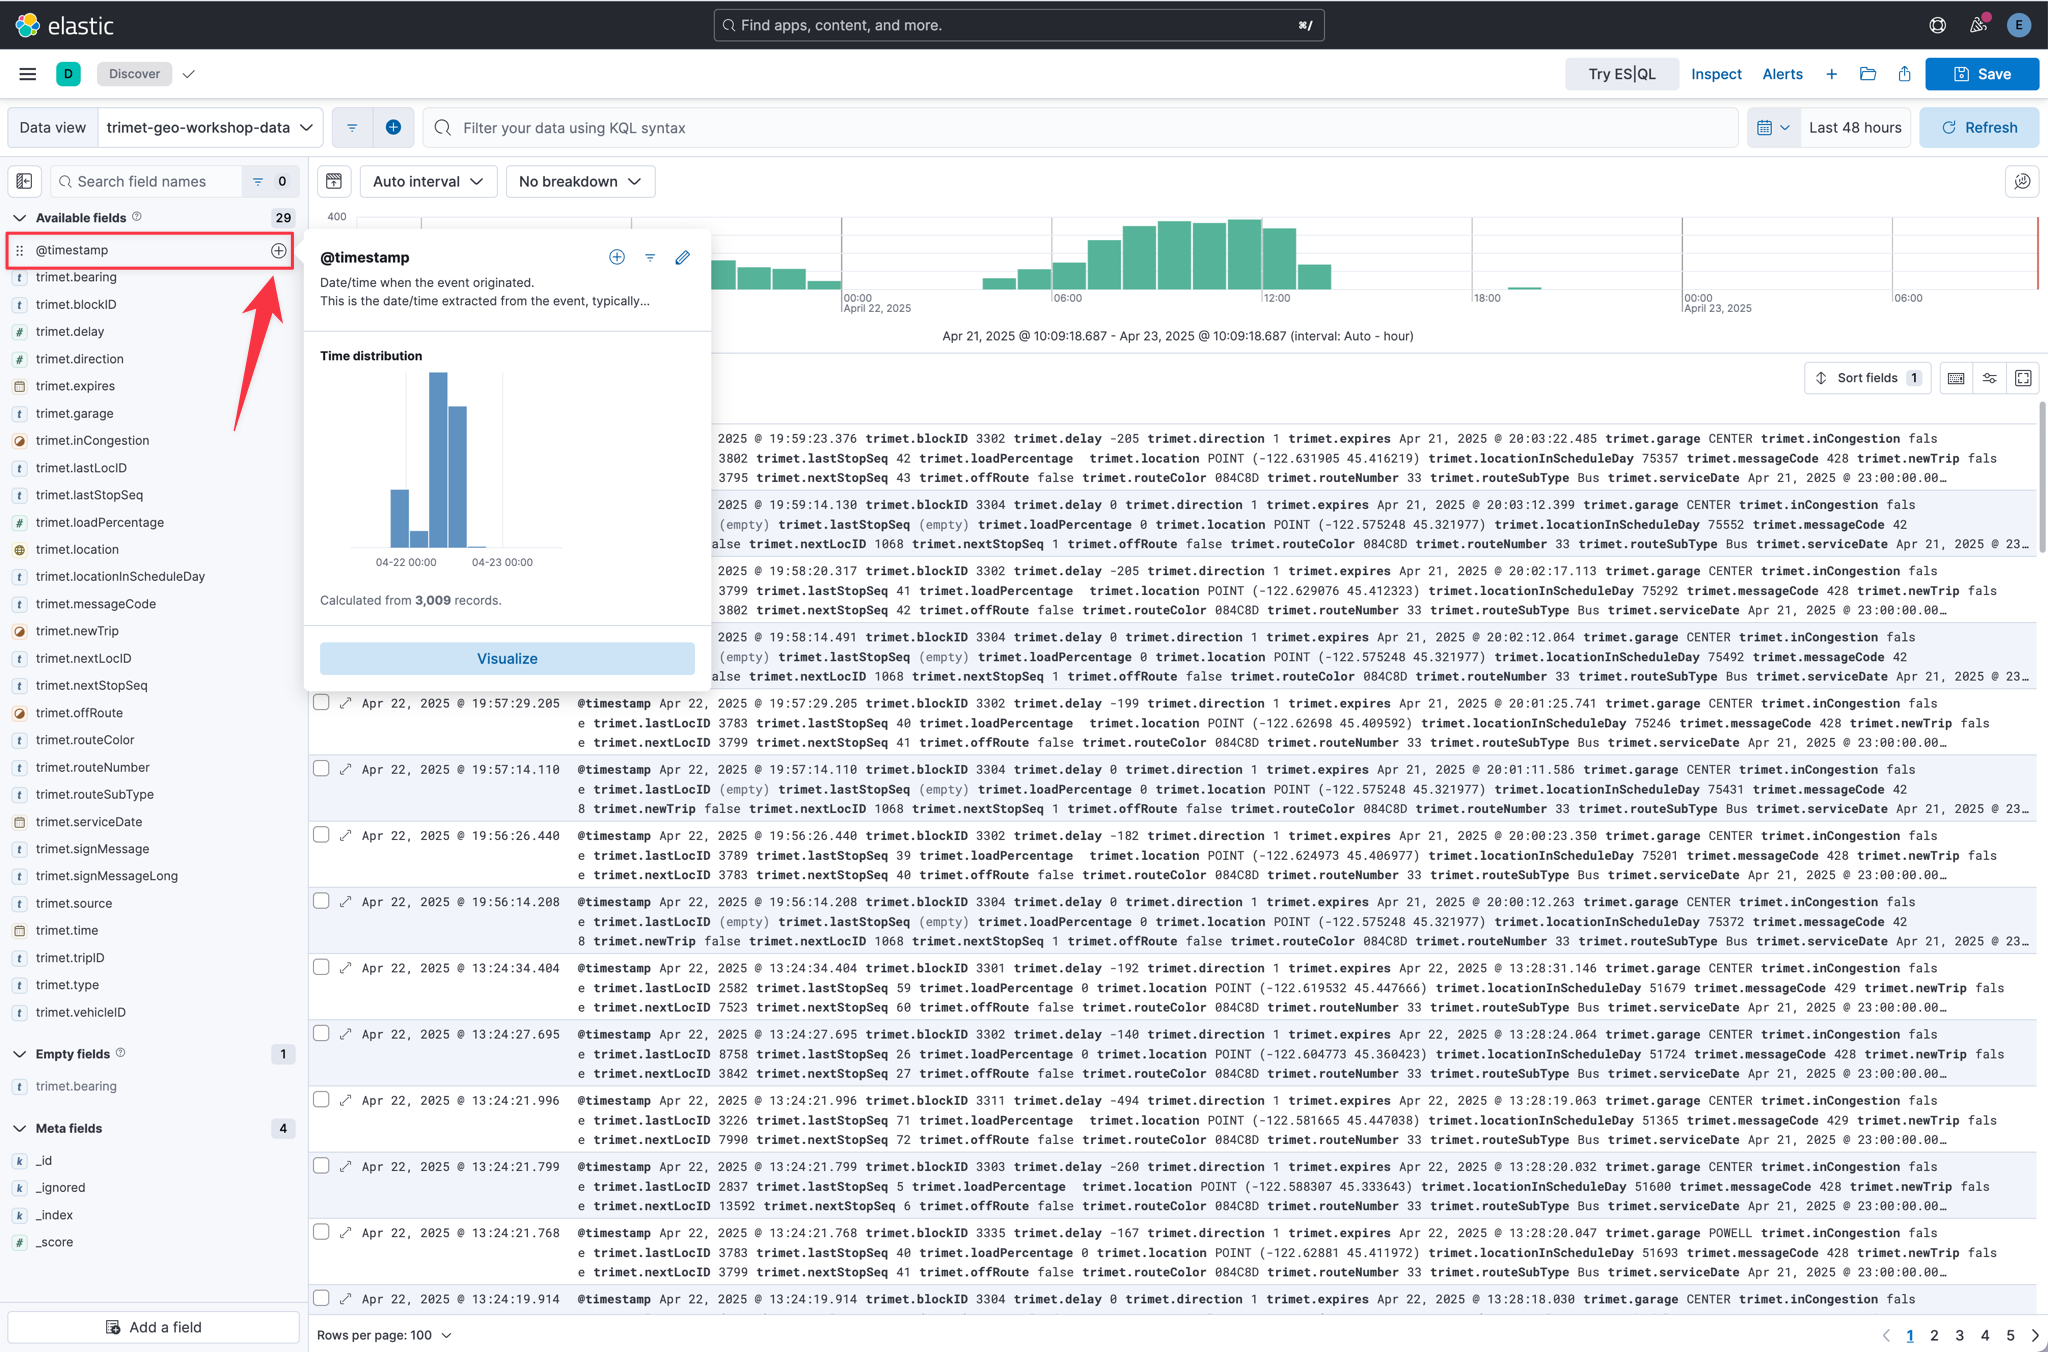 elastic
Find apps, content, and more.
⌘/
E
D
Discover
Try ES|QL
Inspect
Alerts
Save
Data view
trimet-geo-workshop-data
Filter your data using KQL syntax
Last 48 hours
Refresh
Search field names
0
Auto interval
No breakdown
Available fields
29
@timestamp
trimet.bearing
trimet.blockID
trimet.delay
trimet.direction
trimet.expires
trimet.garage
trimet.inCongestion
trimet.lastLocID
trimet.lastStopSeq
trimet.loadPercentage
trimet.location
trimet.locationInScheduleDay
trimet.messageCode
trimet.newTrip
trimet.nextLocID
trimet.nextStopSeq
trimet.offRoute
trimet.routeColor
trimet.routeNumber
trimet.routeSubType
trimet.serviceDate
trimet.signMessage
trimet.signMessageLong
trimet.source
trimet.time
trimet.tripID
trimet.type
trimet.vehicleID
Empty fields
1
trimet.bearing
Meta fields
4
_id
_ignored
_index
_score
Add a field
@timestamp
Date/time when the event originated.
This is the date/time extracted from the event, typically...
Time distribution
04-22 00:00
04-23 00:00
Calculated from 3,009 records.
Visualize
400
00:00
April 22, 2025
06:00
12:00
18:00
00:00
April 23, 2025
06:00
Apr 21, 2025 @ 10:09:18.687 - Apr 23, 2025 @ 10:09:18.687 (interval: Auto - hour)
Sort fields 1
2025 @ 19:59:23.376 trimet.blockID 3302 trimet.delay -205 trimet.direction 1 trimet.expires Apr 21, 2025 @ 20:03:22.485 trimet.garage CENTER trimet.inCongestion fals
3802 trimet.lastStopSeq 42 trimet.loadPercentage trimet.location POINT (-122.631905 45.416219) trimet.locationInScheduleDay 75357 trimet.messageCode 428 trimet.newTrip fals
3795 trimet.nextStopSeq 43 trimet.offRoute false trimet.routeColor 084C8D trimet.routeNumber 33 trimet.routeSubType Bus trimet.serviceDate Apr 21, 2025 @ 23:00:00.00…
2025 @ 19:59:14.130 trimet.blockID 3304 trimet.delay 0 trimet.direction 1 trimet.expires Apr 21, 2025 @ 20:03:12.399 trimet.garage CENTER trimet.inCongestion fals
(empty) trimet.lastStopSeq (empty) trimet.loadPercentage 0 trimet.location POINT (-122.575248 45.321977) trimet.locationInScheduleDay 75552 trimet.messageCode 42
alse trimet.nextLocID 1068 trimet.nextStopSeq 1 trimet.offRoute false trimet.routeColor 084C8D trimet.routeNumber 33 trimet.routeSubType Bus trimet.serviceDate Apr 21, 2025 @ 23…
2025 @ 19:58:20.317 trimet.blockID 3302 trimet.delay -205 trimet.direction 1 trimet.expires Apr 21, 2025 @ 20:02:17.113 trimet.garage CENTER trimet.inCongestion fals
3799 trimet.lastStopSeq 41 trimet.loadPercentage trimet.location POINT (-122.629076 45.412323) trimet.locationInScheduleDay 75292 trimet.messageCode 428 trimet.newTrip fals
3802 trimet.nextStopSeq 42 trimet.offRoute false trimet.routeColor 084C8D trimet.routeNumber 33 trimet.routeSubType Bus trimet.serviceDate Apr 21, 2025 @ 23:00:00.00…
2025 @ 19:58:14.491 trimet.blockID 3304 trimet.delay 0 trimet.direction 1 trimet.expires Apr 21, 2025 @ 20:02:12.064 trimet.garage CENTER trimet.inCongestion fals
(empty) trimet.lastStopSeq (empty) trimet.loadPercentage 0 trimet.location POINT (-122.575248 45.321977) trimet.locationInScheduleDay 75492 trimet.messageCode 42
alse trimet.nextLocID 1068 trimet.nextStopSeq 1 trimet.offRoute false trimet.routeColor 084C8D trimet.routeNumber 33 trimet.routeSubType Bus trimet.serviceDate Apr 21, 2025 @ 23…
Apr 22, 2025 @ 19:57:29.205 @timestamp Apr 22, 2025 @ 19:57:29.205 trimet.blockID 3302 trimet.delay -199 trimet.direction 1 trimet.expires Apr 21, 2025 @ 20:01:25.741 trimet.garage CENTER trimet.inCongestion fals
e trimet.lastLocID 3783 trimet.lastStopSeq 40 trimet.loadPercentage trimet.location POINT (-122.62698 45.409592) trimet.locationInScheduleDay 75246 trimet.messageCode 428 trimet.newTrip fals
e trimet.nextLocID 3799 trimet.nextStopSeq 41 trimet.offRoute false trimet.routeColor 084C8D trimet.routeNumber 33 trimet.routeSubType Bus trimet.serviceDate Apr 21, 2025 @ 23:00:00.00…
Apr 22, 2025 @ 19:57:14.110 @timestamp Apr 22, 2025 @ 19:57:14.110 trimet.blockID 3304 trimet.delay 0 trimet.direction 1 trimet.expires Apr 21, 2025 @ 20:01:11.586 trimet.garage CENTER trimet.inCongestion fals
e trimet.lastLocID (empty) trimet.lastStopSeq (empty) trimet.loadPercentage 0 trimet.location POINT (-122.575248 45.321977) trimet.locationInScheduleDay 75431 trimet.messageCode 42
8 trimet.newTrip false trimet.nextLocID 1068 trimet.nextStopSeq 1 trimet.offRoute false trimet.routeColor 084C8D trimet.routeNumber 33 trimet.routeSubType Bus trimet.serviceDate Apr 21, 2025 @ 23…
Apr 22, 2025 @ 19:56:26.440 @timestamp Apr 22, 2025 @ 19:56:26.440 trimet.blockID 3302 trimet.delay -182 trimet.direction 1 trimet.expires Apr 21, 2025 @ 20:00:23.350 trimet.garage CENTER trimet.inCongestion fals
e trimet.lastLocID 3789 trimet.lastStopSeq 39 trimet.loadPercentage trimet.location POINT (-122.624973 45.406977) trimet.locationInScheduleDay 75201 trimet.messageCode 428 trimet.newTrip fals
e trimet.nextLocID 3783 trimet.nextStopSeq 40 trimet.offRoute false trimet.routeColor 084C8D trimet.routeNumber 33 trimet.routeSubType Bus trimet.serviceDate Apr 21, 2025 @ 23:00:00.00…
Apr 22, 2025 @ 19:56:14.208 @timestamp Apr 22, 2025 @ 19:56:14.208 trimet.blockID 3304 trimet.delay 0 trimet.direction 1 trimet.expires Apr 21, 2025 @ 20:00:12.263 trimet.garage CENTER trimet.inCongestion fals
e trimet.lastLocID (empty) trimet.lastStopSeq (empty) trimet.loadPercentage 0 trimet.location POINT (-122.575248 45.321977) trimet.locationInScheduleDay 75372 trimet.messageCode 42
8 trimet.newTrip false trimet.nextLocID 1068 trimet.nextStopSeq 1 trimet.offRoute false trimet.routeColor 084C8D trimet.routeNumber 33 trimet.routeSubType Bus trimet.serviceDate Apr 21, 2025 @ 23…
Apr 22, 2025 @ 13:24:34.404 @timestamp Apr 22, 2025 @ 13:24:34.404 trimet.blockID 3301 trimet.delay -192 trimet.direction 1 trimet.expires Apr 22, 2025 @ 13:28:31.146 trimet.garage CENTER trimet.inCongestion fals
e trimet.lastLocID 2582 trimet.lastStopSeq 59 trimet.loadPercentage 0 trimet.location POINT (-122.619532 45.447666) trimet.locationInScheduleDay 51679 trimet.messageCode 429 trimet.newTrip fals
e trimet.nextLocID 7523 trimet.nextStopSeq 60 trimet.offRoute false trimet.routeColor 084C8D trimet.routeNumber 33 trimet.routeSubType Bus trimet.serviceDate Apr 21, 2025 @ 23:00:00.00…
Apr 22, 2025 @ 13:24:27.695 @timestamp Apr 22, 2025 @ 13:24:27.695 trimet.blockID 3302 trimet.delay -140 trimet.direction 1 trimet.expires Apr 22, 2025 @ 13:28:24.064 trimet.garage CENTER trimet.inCongestion fals
e trimet.lastLocID 8758 trimet.lastStopSeq 26 trimet.loadPercentage 0 trimet.location POINT (-122.604773 45.360423) trimet.locationInScheduleDay 51724 trimet.messageCode 428 trimet.newTrip fals
e trimet.nextLocID 3842 trimet.nextStopSeq 27 trimet.offRoute false trimet.routeColor 084C8D trimet.routeNumber 33 trimet.routeSubType Bus trimet.serviceDate Apr 21, 2025 @ 23:00:00.00…
Apr 22, 2025 @ 13:24:21.996 @timestamp Apr 22, 2025 @ 13:24:21.996 trimet.blockID 3311 trimet.delay -494 trimet.direction 1 trimet.expires Apr 22, 2025 @ 13:28:19.063 trimet.garage CENTER trimet.inCongestion fals
e trimet.lastLocID 3226 trimet.lastStopSeq 71 trimet.loadPercentage trimet.location POINT (-122.581665 45.447038) trimet.locationInScheduleDay 51365 trimet.messageCode 429 trimet.newTrip fals
e trimet.nextLocID 7990 trimet.nextStopSeq 72 trimet.offRoute false trimet.routeColor 084C8D trimet.routeNumber 33 trimet.routeSubType Bus trimet.serviceDate Apr 21, 2025 @ 23:00:00.00…
Apr 22, 2025 @ 13:24:21.799 @timestamp Apr 22, 2025 @ 13:24:21.799 trimet.blockID 3303 trimet.delay -260 trimet.direction 1 trimet.expires Apr 22, 2025 @ 13:28:20.032 trimet.garage CENTER trimet.inCongestion fals
e trimet.lastLocID 2837 trimet.lastStopSeq 5 trimet.loadPercentage trimet.location POINT (-122.588307 45.333643) trimet.locationInScheduleDay 51600 trimet.messageCode 428 trimet.newTrip fals
e trimet.nextLocID 13592 trimet.nextStopSeq 6 trimet.offRoute false trimet.routeColor 084C8D trimet.routeNumber 33 trimet.routeSubType Bus trimet.serviceDate Apr 21, 2025 @ 23:00:00.00…
Apr 22, 2025 @ 13:24:21.768 @timestamp Apr 22, 2025 @ 13:24:21.768 trimet.blockID 3335 trimet.delay -167 trimet.direction 1 trimet.expires Apr 22, 2025 @ 13:28:20.047 trimet.garage POWELL trimet.inCongestion fals
e trimet.lastLocID 3783 trimet.lastStopSeq 40 trimet.loadPercentage 0 trimet.location POINT (-122.62881 45.411972) trimet.locationInScheduleDay 51693 trimet.messageCode 428 trimet.newTrip fals
e trimet.nextLocID 3799 trimet.nextStopSeq 41 trimet.offRoute false trimet.routeColor 084C8D trimet.routeNumber 33 trimet.routeSubType Bus trimet.serviceDate Apr 21, 2025 @ 23:00:00.00…
Apr 22, 2025 @ 13:24:19.914 @timestamp Apr 22, 2025 @ 13:24:19.914 trimet.blockID 3304 trimet.delay 0 trimet.direction 1 trimet.expires Apr 22, 2025 @ 13:28:18.030 trimet.garage CENTER trimet.inCongestion fals
Rows per page: 100
1 2 3 4 5